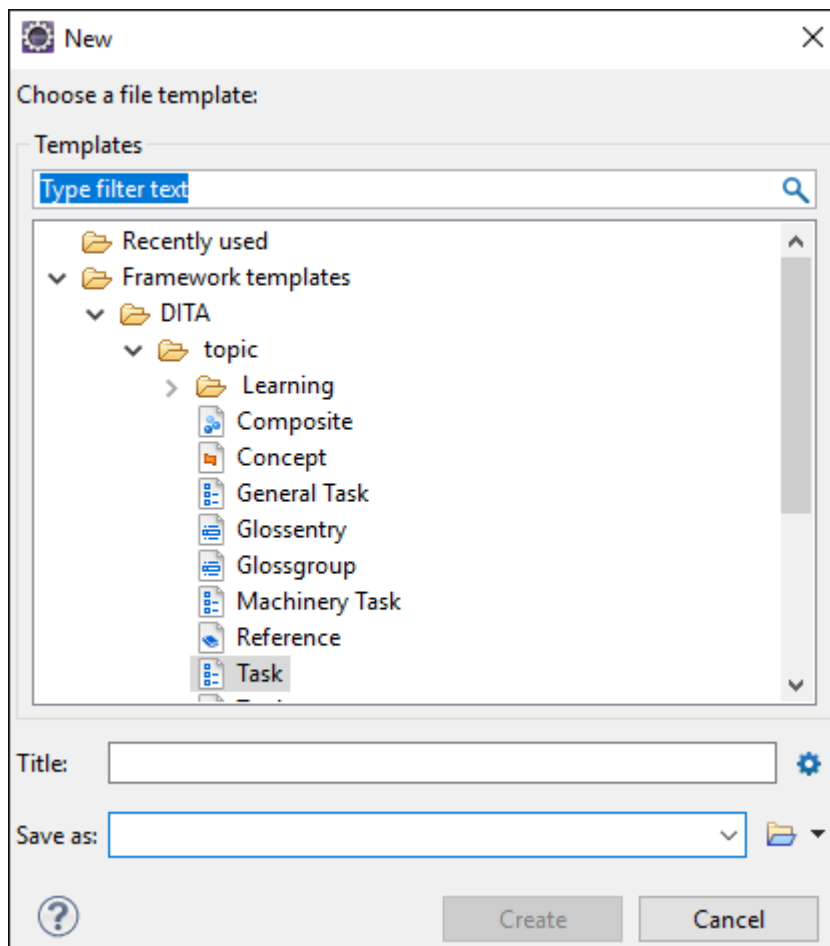 New
Choose a file template:
Templates
Type filter text
Recently used
Framework templates
DITA
topic
Learning
Composite
Concept
General Task
Glossentry
Glossgroup
Machinery Task
Reference
Task
Title:
Save as:
Create
Cancel